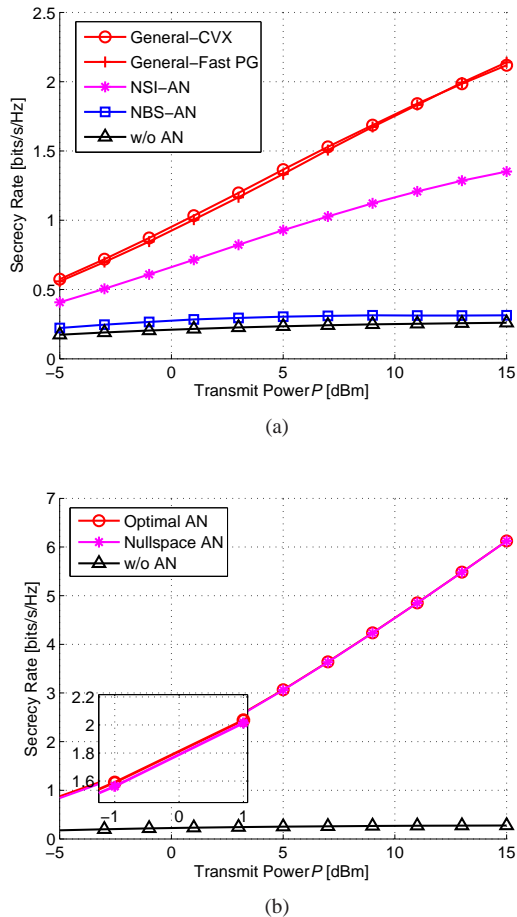 2.5
2
1.5
1
0.5
0
Secrecy Rate [bits/s/Hz]
General−CVX
General−Fast PG
NSI−AN
NBS−AN
w/o AN
−5 0 5 10 15
Transmit Power P [dBm]
(a)
7
6
5
4
3
2
1
0
Secrecy Rate [bits/s/Hz]
Optimal AN
Nullspace AN
w/o AN
2.2
2
1.8
1.6
−1 0 1
−5 0 5 10 15
Transmit Power P [dBm]
(b)